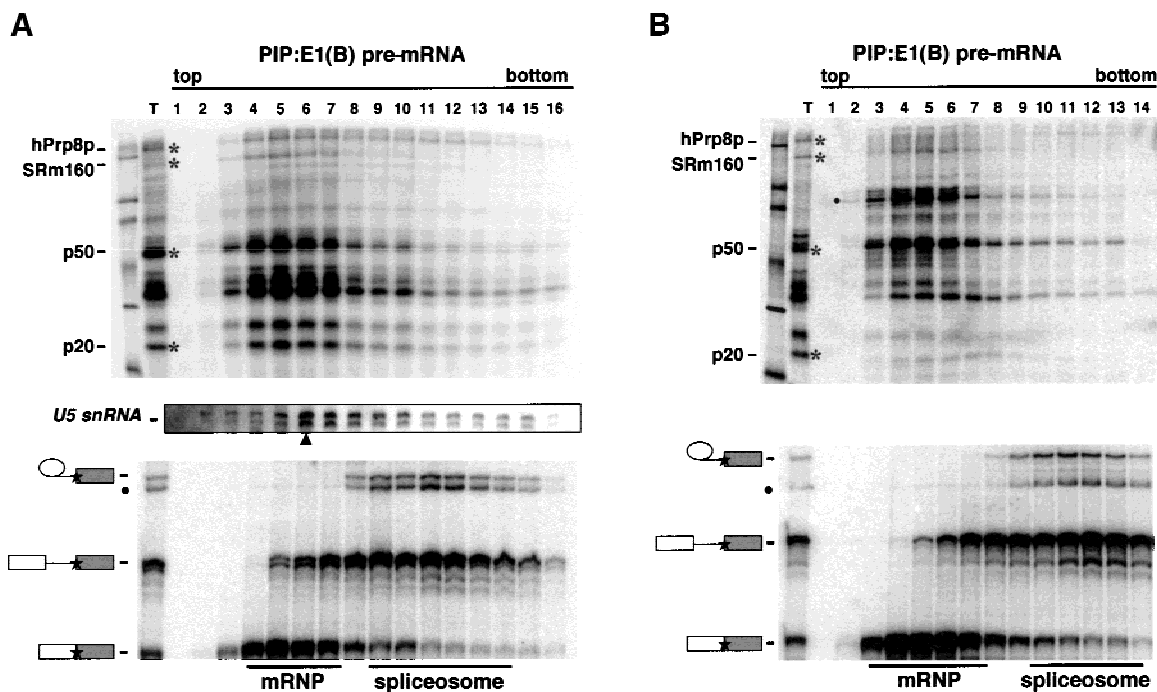 A
PIP:E1(B) pre-mRNA
top bottom
T 1 2 3 4 5 6 7 8 9 10 11 12 13 14 15 16
hPrp8p
SRm160
p50
p20
*
*
*
*
U5 snRNA
mRNP spliceosome
B
PIP:E1(B) pre-mRNA
top bottom
T 1 2 3 4 5 6 7 8 9 10 11 12 13 14
hPrp8p
SRm160
p50
p20
*
*
*
*
mRNP spliceosome